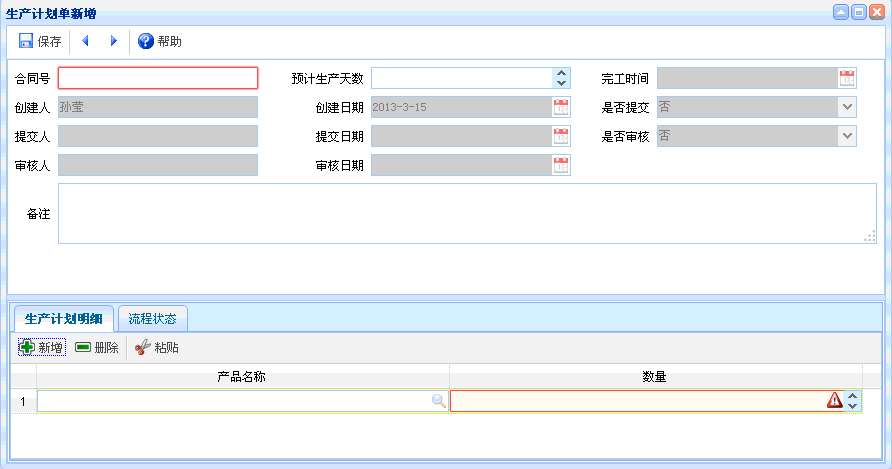 生产计划单新增
保存 帮助
合同号 预计生产天数 完工时间
创建人 孙莹 创建日期 2013-3-15 是否提交 否
提交人 提交日期 是否审核 否
审核人 审核日期
备注
生产计划明细 流程状态
新增 删除 粘贴
产品名称 数量
1